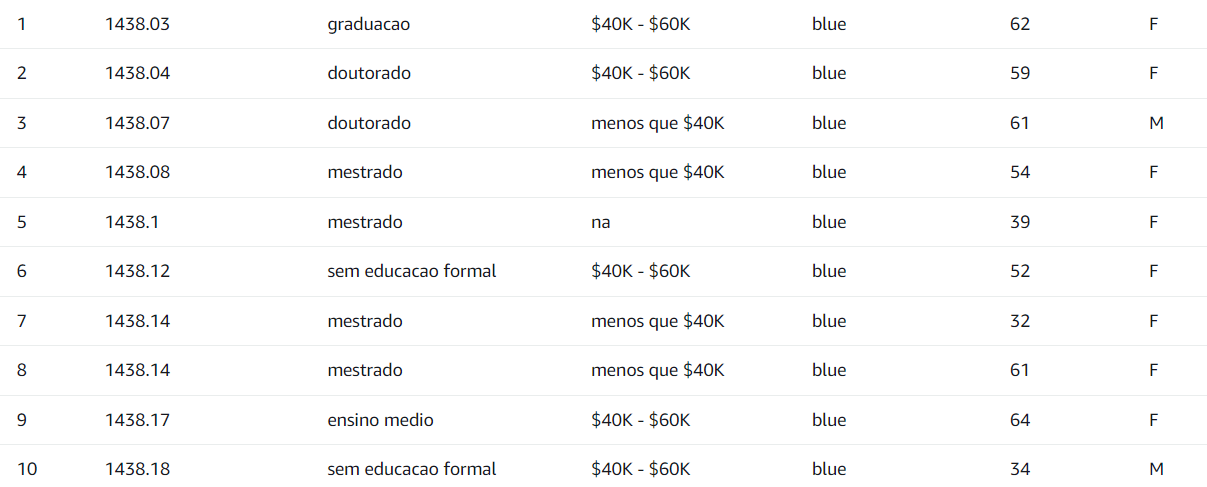 1 1438.03 graduacao $40K - $60K blue 62 F
2 1438.04 doutorado $40K - $60K blue 59 F
3 1438.07 doutorado menos que $40K blue 61 M
4 1438.08 mestrado menos que $40K blue 54 F
5 1438.1 mestrado na blue 39 F
6 1438.12 sem educacao formal $40K - $60K blue 52 F
7 1438.14 mestrado menos que $40K blue 32 F
8 1438.14 mestrado menos que $40K blue 61 F
9 1438.17 ensino medio $40K - $60K blue 64 F
10 1438.18 sem educacao formal $40K - $60K blue 34 M